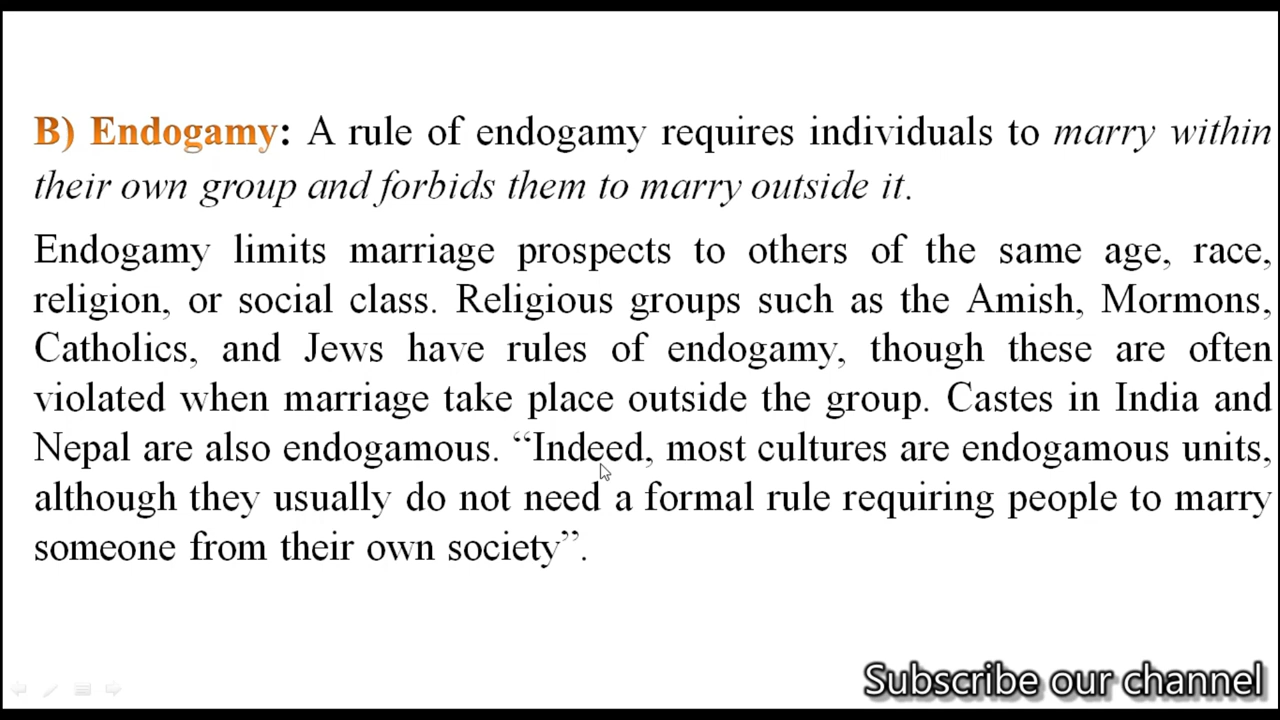 B) Endogamy: A rule of endogamy requires individuals to marry within
their own group and forbids them to marry outside it.
Endogamy limits marriage prospects to others of the same age, race,
religion, or social class. Religious groups such as the Amish, Mormons,
Catholics, and Jews have rules of endogamy, though these are often
violated when marriage take place outside the group. Castes in India and
Nepal are also endogamous. “Indeed, most cultures are endogamous units,
although they usually do not need a formal rule requiring people to marry
someone from their own society”.
Subscribe our channel